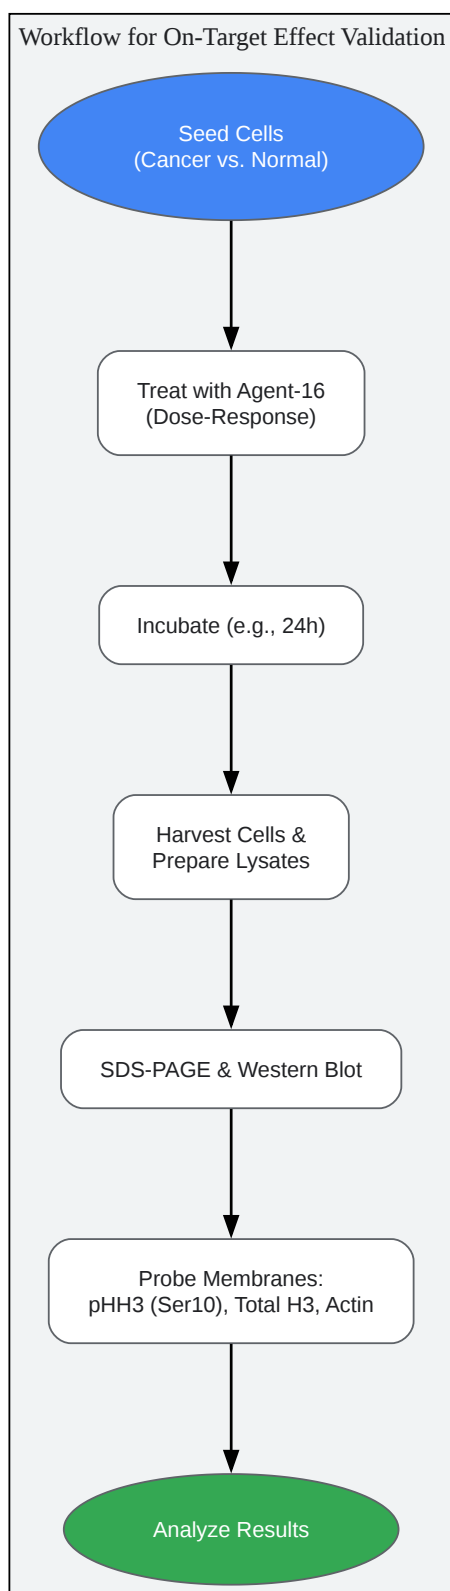 Workflow for On-Target Effect Validation
Seed Cells
(Cancer vs. Normal)
Treat with Agent-16
(Dose-Response)
Incubate (e.g., 24h)
Harvest Cells &
Prepare Lysates
SDS-PAGE & Western Blot
Probe Membranes:
pHH3 (Ser10), Total H3, Actin
Analyze Results